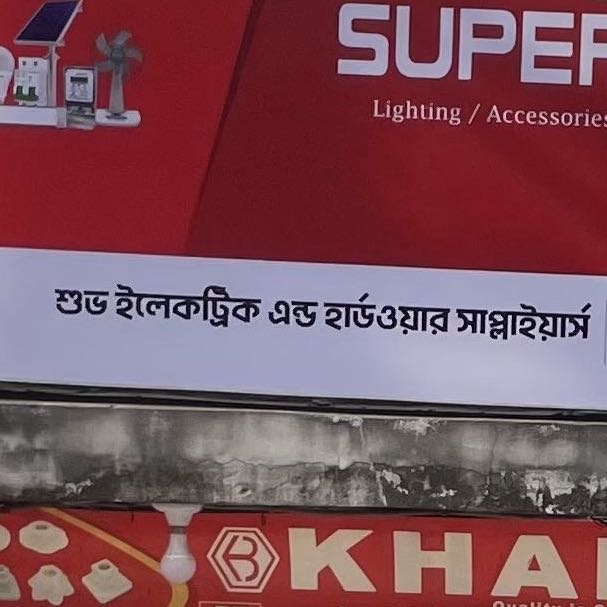 SUPER
Lighting / Accessories
শুভ ইলেকট্রিক এন্ড হার্ডওয়ার সাপ্লাইয়ার্স
B KHA